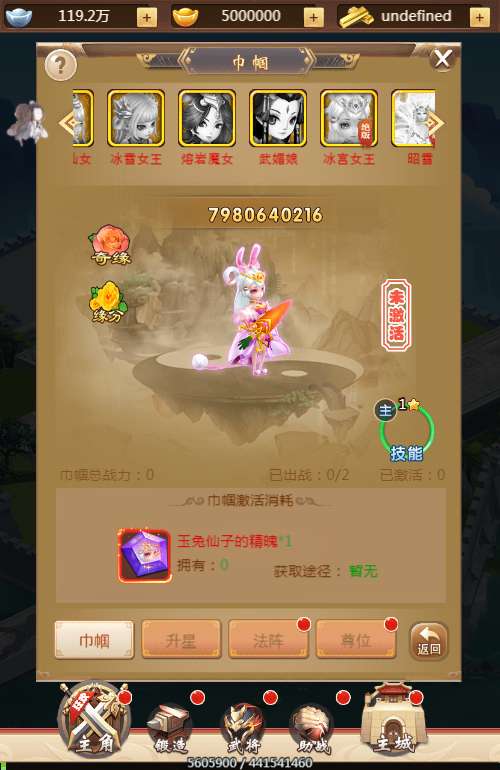 119.2万 5000000 undefined
巾帼
仙女 冰雪女王 熔岩魔女 武媚娘 冰宫女王 昭雪
绝版
7980640216
奇缘
缘分
未激活
主 1
技能
巾帼总战力：0 已出战：0/2 已激活：0
巾帼激活消耗
玉兔仙子的精魄*1
拥有：0 获取途径：暂无
巾帼 升星 法阵 尊位 返回
主角 锻造 武将 助战 主城
5605900 / 441541460